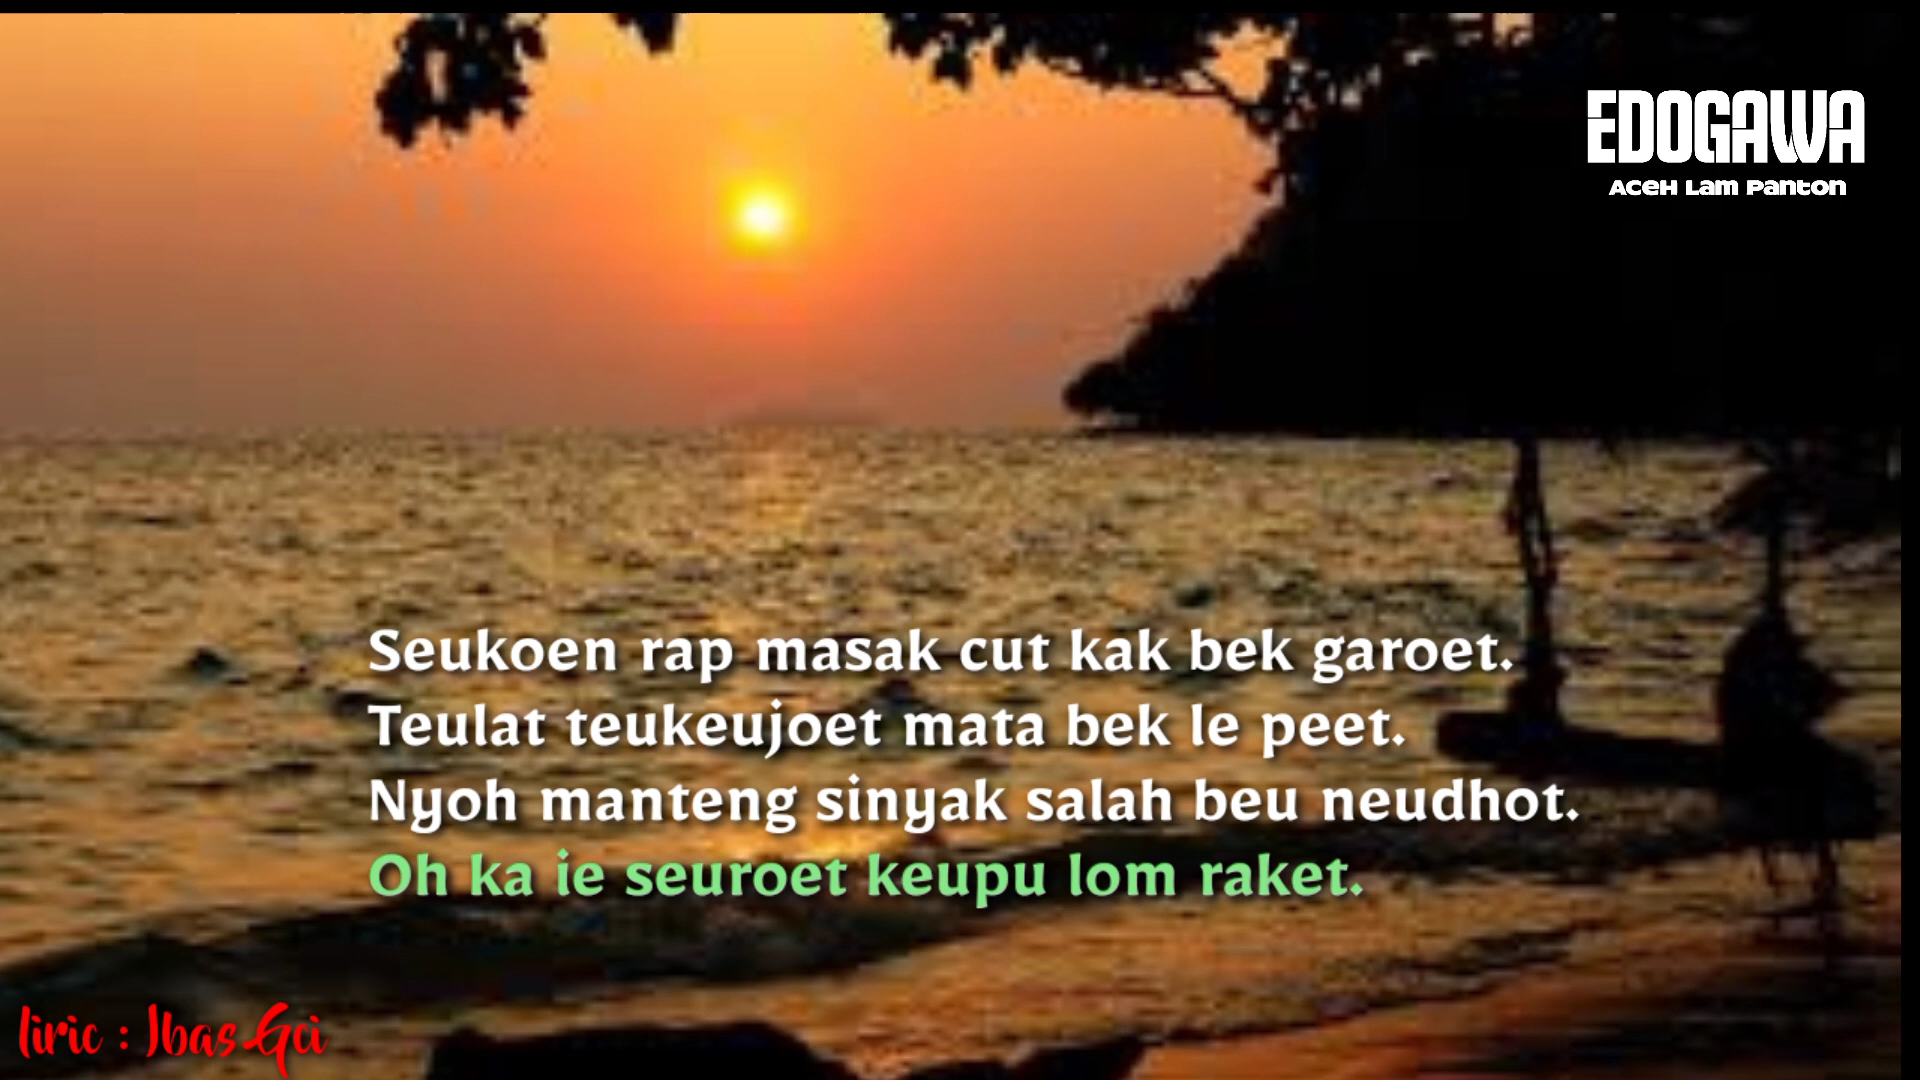 EDOGAWA
Aceh Lam Panton
Seukoen rap masak cut kak bek garoet.
Teulat teukeujoet mata bek le peet.
Nyoh manteng sinyak salah beu neudhot.
Oh ka ie seuroet keupu lom raket.
liric : Ibas Gci